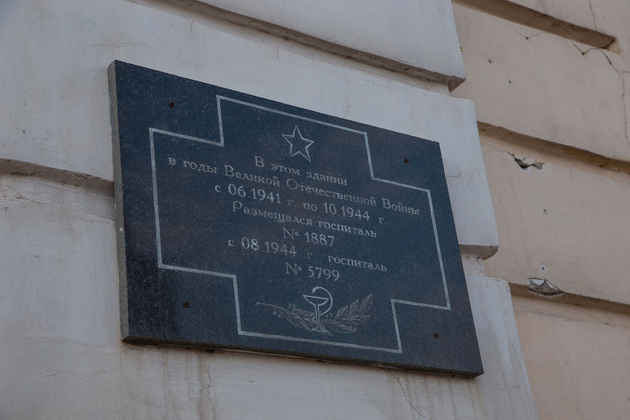 В этом здании
в годы Великой Отечественной Войны
с 06.1941 г. по 10.1944 г.
Размещался госпиталь
№ 1887
с 08.1944 г госпиталь
№ 5799